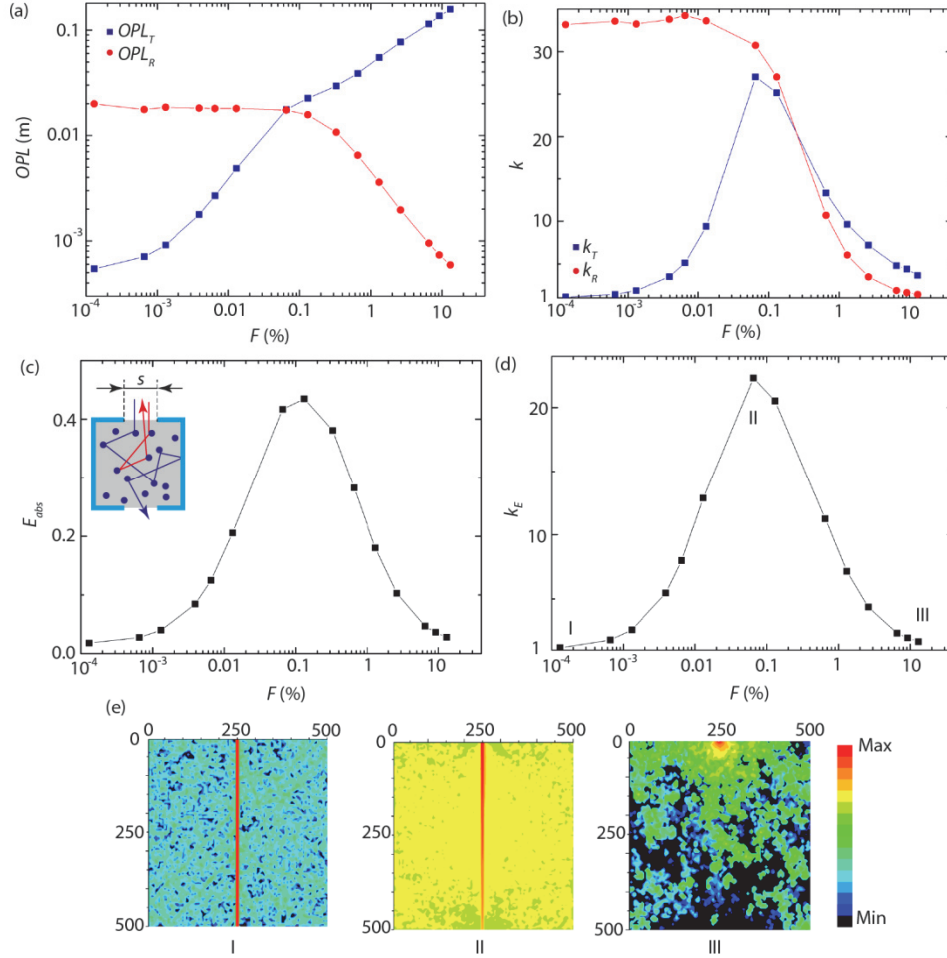 (a)
0.1
0.01
10⁻³
OPL (m)
OPL_T
OPL_R
10⁻⁴ 10⁻³ 0.01 0.1 1 10
F (%)
(b)
30
20
10
1
k
k_T
k_R
10⁻⁴ 10⁻³ 0.01 0.1 1 10
F (%)
(c)
0.4
0.2
0.0
E_abs
s
10⁻⁴ 10⁻³ 0.01 0.1 1 10
F (%)
(d)
20
10
1
k_E
I
II
III
10⁻⁴ 10⁻³ 0.01 0.1 1 10
F (%)
(e)
0 250 500
0
250
500
I
0 250 500
0
250
500
II
0 250 500
0
250
500
III
Max
Min